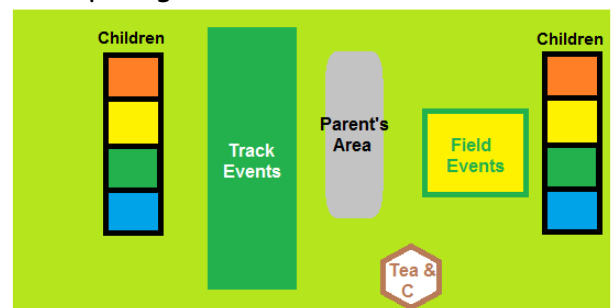 Children
Children
Parent's
Area
Track
Events
Field
Events
Tea &
C